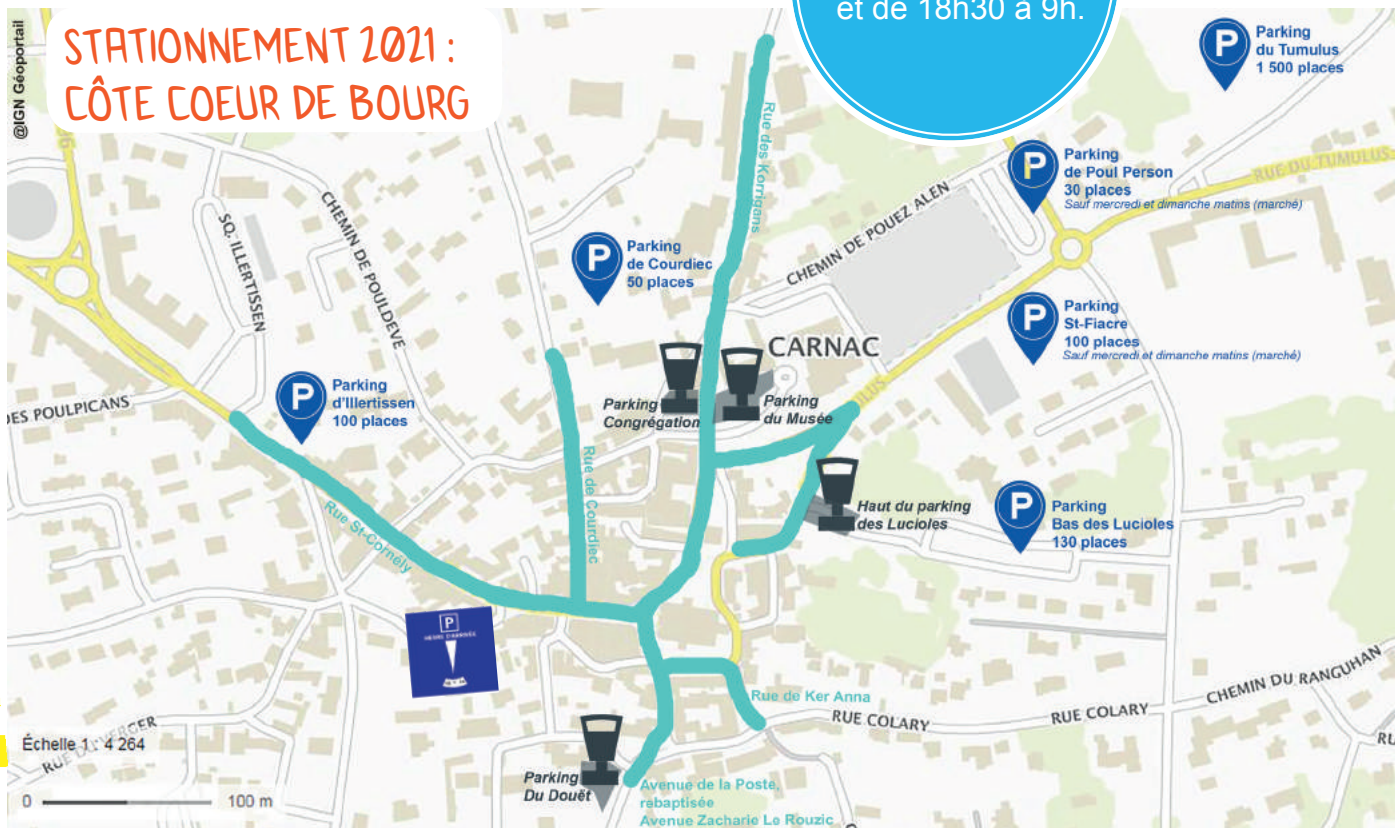 @IGN Géoportail
STATIONNEMENT 2021 :
CÔTE COEUR DE BOURG
et de 18h30 à 9h.
Parking
du Tumulus
1 500 places
Parking
de Poul Person
30 places
Sauf mercredi et dimanche matins (marché)
RUE DU TUMULUS
Rue des Korrigans
CHEMIN DE POUEZ ALEN
SQ. ILLERTISSEN
CHEMIN DE POULDEVE
Parking
de Courdiec
50 places
Parking
St-Fiacre
100 places
Sauf mercredi et dimanche matins (marché)
CARNAC
Parking
Congrégation
Parking
du Musée
DES POULPICANS
Parking
d'Illertissen
100 places
Rue St-Cornély
Rue de Courdiec
Haut du parking
des Lucioles
Parking
Bas des Lucioles
130 places
P
Rue de Ker Anna
RUE COLARY
RUE COLARY
CHEMIN DU RANGUHAN
Échelle 1 : 4 264
0 100 m
Parking
Du Douët
Avenue de la Poste,
rebaptisée
Avenue Zacharie Le Rouzic